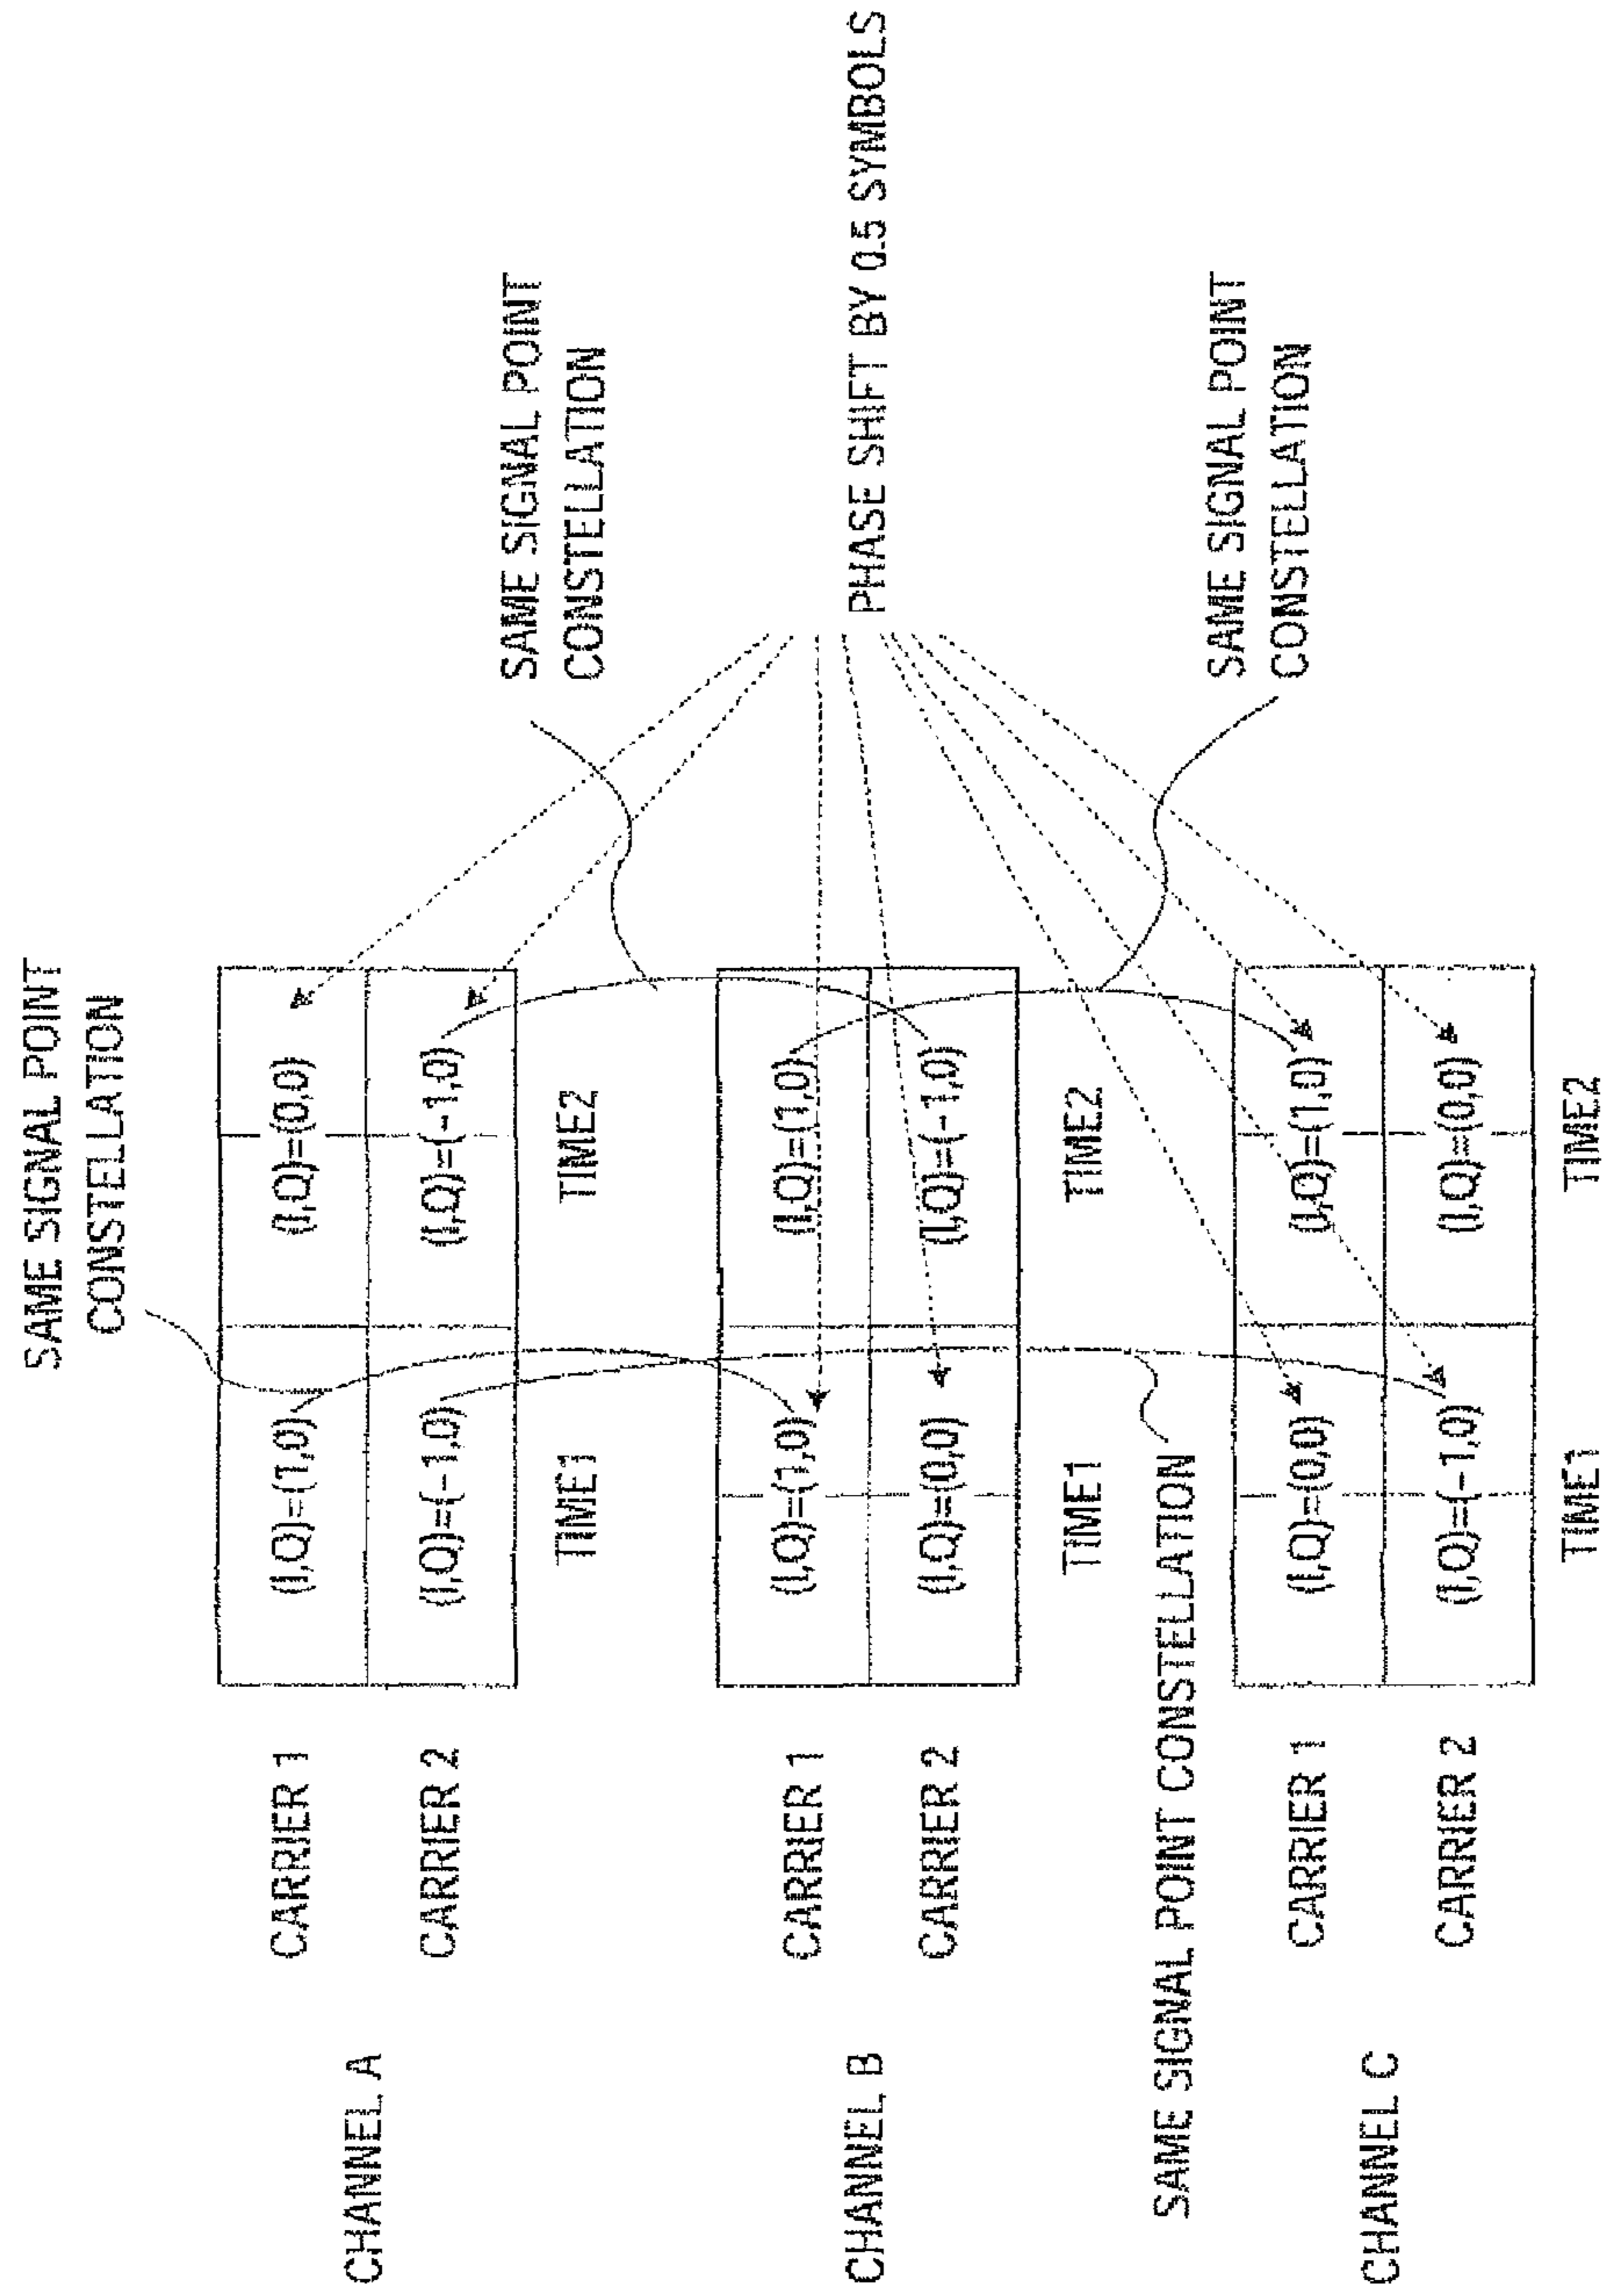 SAME SIGNAL POINT
CONSTELLATION
CHANNEL A
CARRIER 1
(I,Q)=(1,0)
(I,Q)=(0,0)
CARRIER 2
(I,Q)=(-1,0)
(I,Q)=(-1,0)
TIME1
TIME2
SAME SIGNAL POINT
CONSTELLATION
CHANNEL B
CARRIER 1
(I,Q)=(1,0)
(I,Q)=(1,0)
CARRIER 2
(I,Q)=(0,0)
(I,Q)=(-1,0)
TIME1
TIME2
PHASE SHIFT BY 0.5 SYMBOLS
SAME SIGNAL POINT CONSTELLATION
SAME SIGNAL POINT
CONSTELLATION
CHANNEL C
CARRIER 1
(I,Q)=(0,0)
(I,Q)=(1,0)
CARRIER 2
(I,Q)=(-1,0)
(I,Q)=(0,0)
TIME1
TIME2